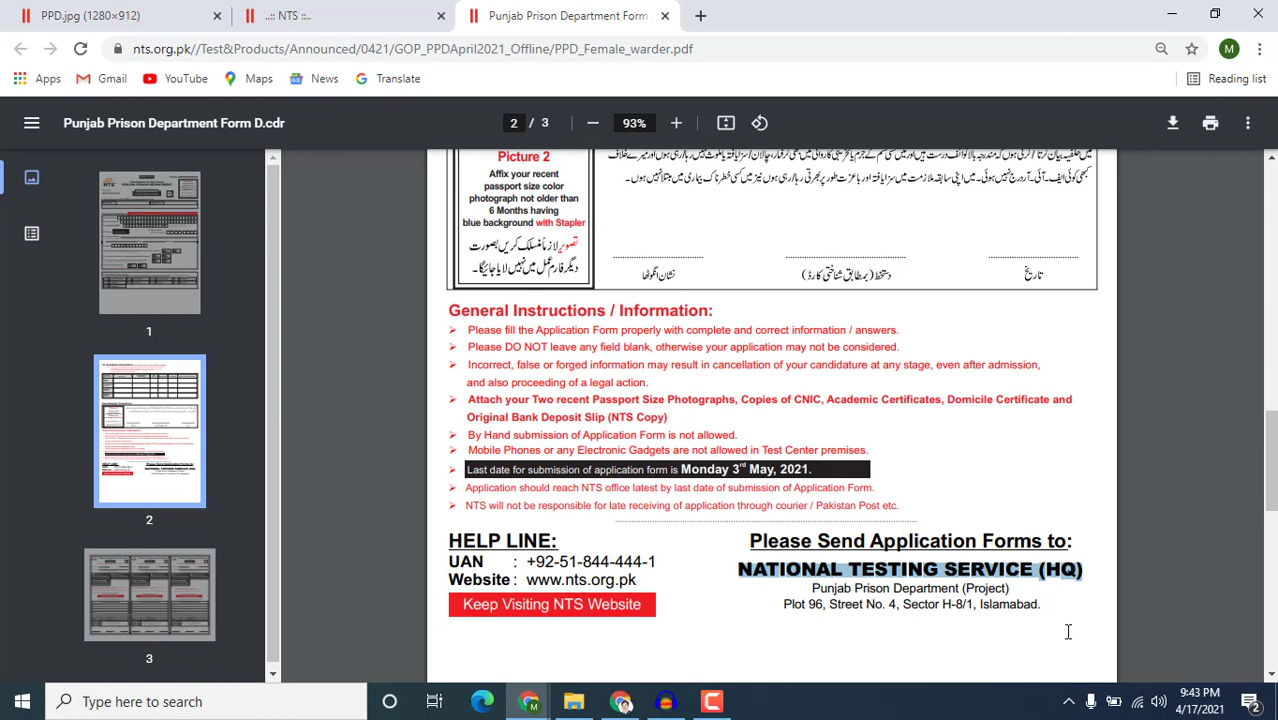 PPD.jpg (1280×912)
..:: NTS ::..
Punjab Prison Department Form
nts.org.pk//Test&Products/Announced/0421/GOP_PPDApril2021_Offline/PPD_Female_warder.pdf
M
Apps
Gmail
YouTube
Maps
News
Translate
Reading list
Punjab Prison Department Form D.cdr
2 / 3
93%
1
2
3
Picture 2
Affix your recent
passport size color
photograph not older than
6 Months having
blue background with Stapler
تصویر لازماً منسلک کریں بصورت
دیگر فارم عمل میں نہیں لایا جائیگا۔
تاریخ
دستخط (بمطابق شناختی کارڈ)
نشان انگوٹھا
General Instructions / Information:
Please fill the Application Form properly with complete and correct information / answers.
Please DO NOT leave any field blank, otherwise your application may not be considered.
Incorrect, false or forged information may result in cancellation of your candidature at any stage, even after admission,
and also proceeding of a legal action.
Attach your Two recent Passport Size Photographs, Copies of CNIC, Academic Certificates, Domicile Certificate and
Original Bank Deposit Slip (NTS Copy)
By Hand submission of Application Form is not allowed.
Mobile Phones or any Electronic Gadgets are not allowed in Test Center premises.
Last date for submission of application form is Monday 3rd May, 2021.
Application should reach NTS office latest by last date of submission of Application Form.
NTS will not be responsible for late receiving of application through courier / Pakistan Post etc.
HELP LINE:
UAN : +92-51-844-444-1
Website : www.nts.org.pk
Keep Visiting NTS Website
Please Send Application Forms to:
NATIONAL TESTING SERVICE (HQ)
Punjab Prison Department (Project)
Plot 96, Street No. 4, Sector H-8/1, Islamabad.
Type here to search
9:43 PM
4/17/2021
2